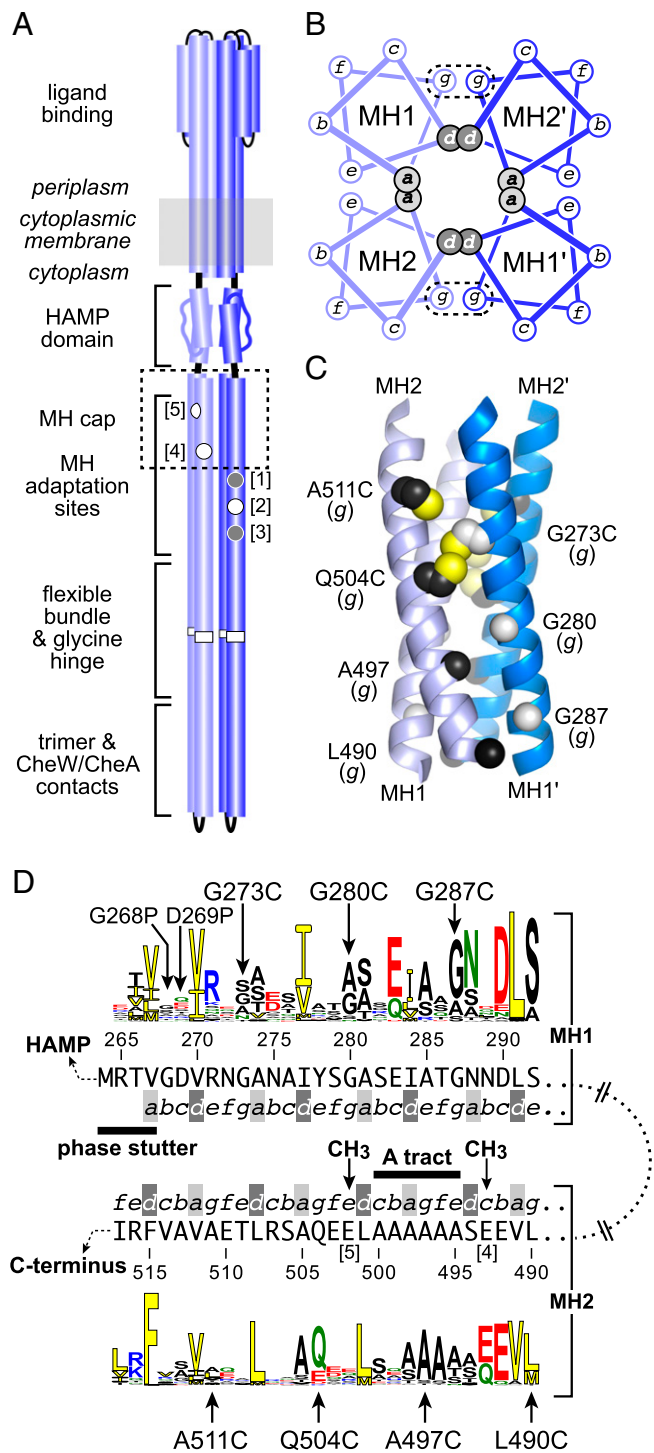 A
ligand
binding
periplasm
cytoplasmic
membrane
cytoplasm
HAMP
domain
MH cap
[5]
[4]
MH
adaptation
sites
[1]
[2]
[3]
flexible
bundle
& glycine
hinge
trimer &
CheW/CheA
contacts
B
c
f
g
g
c
f
MH1
MH2'
b
d
d
b
e
a
e
e
a
a
a
e
b
d
d
b
MH2
MH1'
f
g
g
f
c
c
C
MH2
MH2'
A511C
(g)
G273C
(g)
Q504C
(g)
G280
(g)
A497
(g)
G287
(g)
L490
(g)
MH1
MH1'
D
G273C
G280C
G287C
G268P
D269P
265
270
275
280
285
290
MH1
HAMP
MRTVGDVRNGANAIYSGASEIATGNNDLS..
abcdefgabcdefgabcdefgabcde..
phase stutter
CH3
A tract
CH3
fedcbagfedcbagfedcbagfedcbag..
IRFVAVAETLRSAQEELAAAAAASEEVL..
C-terminus
515
510
505
[5]
500
495
[4]
490
MH2
A511C
Q504C
A497C
L490C